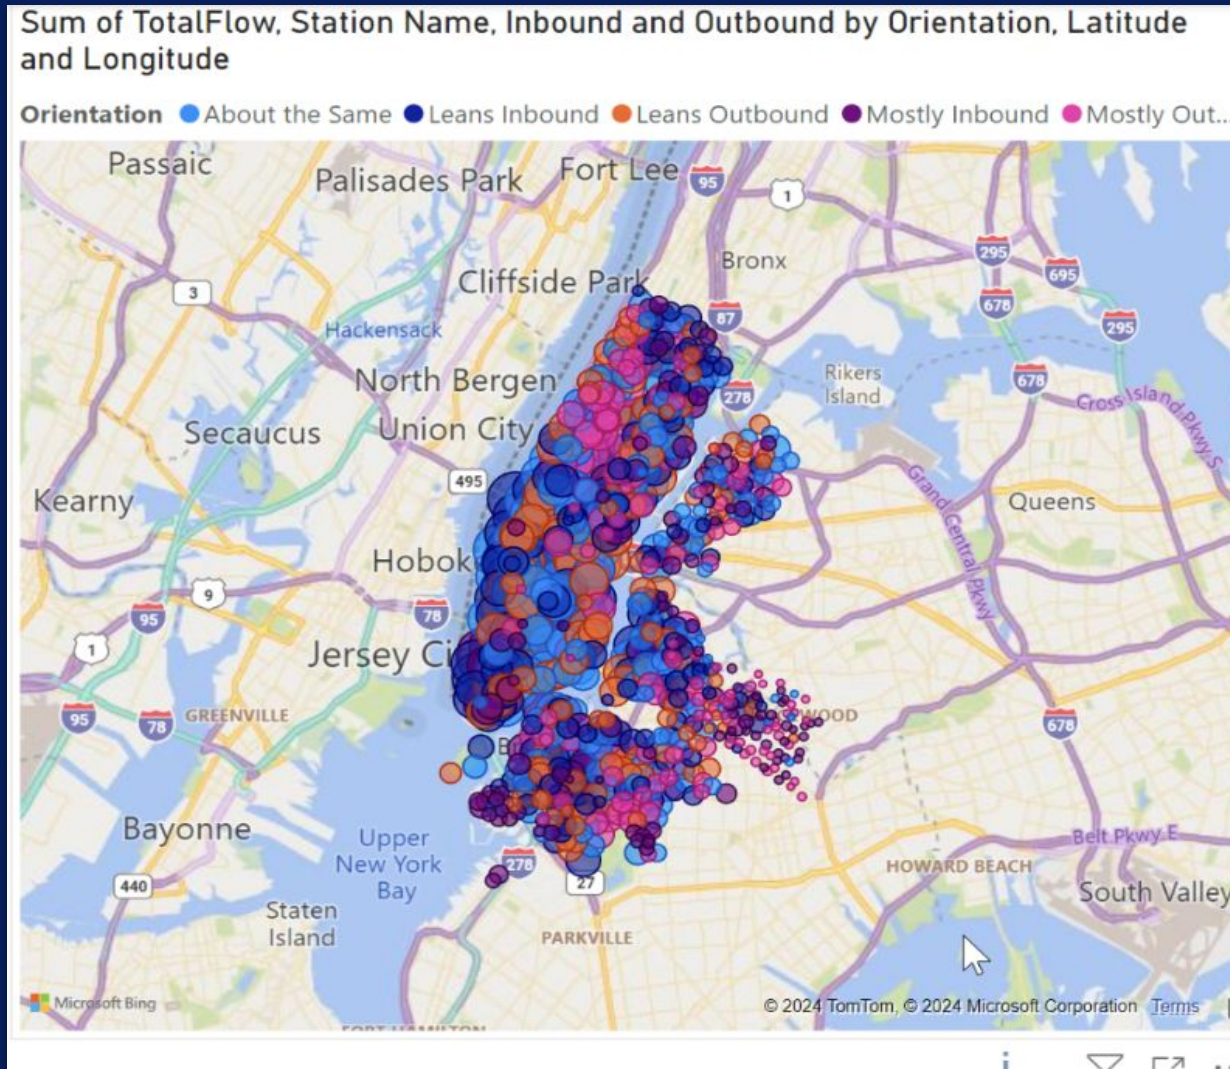 Sum of TotalFlow, Station Name, Inbound and Outbound by Orientation, Latitude
and Longitude
Orientation About the Same Leans Inbound Leans Outbound Mostly Inbound Mostly Out...
Passaic
Palisades Park
Fort Lee
95
1
Bronx
295
695
Cliffside Park
3
678
87
295
Hackensack
North Bergen
Rikers
Island
678
278
Cross Island Pkwy S
Union City
Secaucus
495
Kearny
Grand Central Pkwy
Queens
Hobok
9
78
95
1
Jersey Ci
95
78
GREENVILLE
WOOD
678
B
Bayonne
Upper
New York
Bay
278
Belt Pkwy E
HOWARD BEACH
440
27
South Valley
Staten
Island
PARKVILLE
Microsoft Bing
© 2024 TomTom, © 2024 Microsoft Corporation Terms
FORT HAMILTON